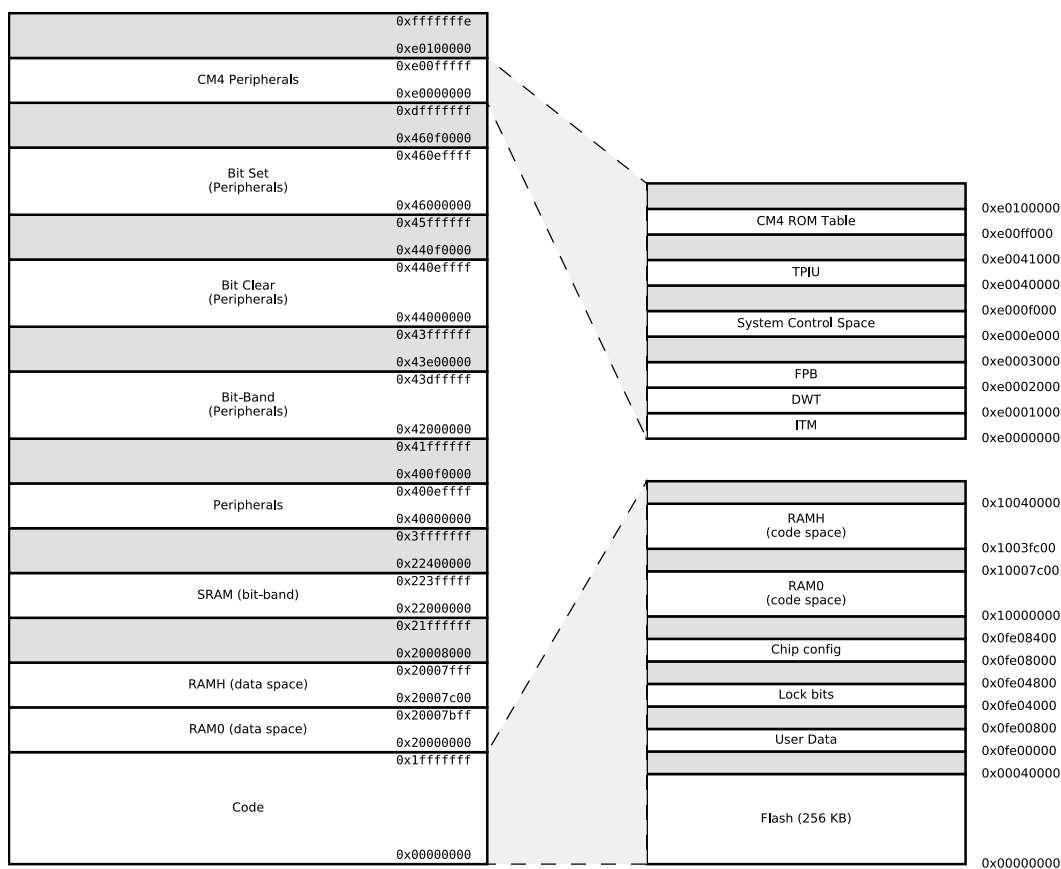 0xfffffffe
0xe0100000
0xe00fffff
CM4 Peripherals
0xe0000000
0xdfffffff
0x460f0000
0x460effff
Bit Set
(Peripherals)
0x46000000
0x45ffffff
0x440f0000
0x440effff
Bit Clear
(Peripherals)
0x44000000
0x43ffffff
0x43e00000
0x43dfffff
Bit-Band
(Peripherals)
0x42000000
0x41ffffff
0x400f0000
0x400effff
Peripherals
0x40000000
0x3fffffff
0x22400000
0x223fffff
SRAM (bit-band)
0x22000000
0x21ffffff
0x20008000
0x20007fff
RAMH (data space)
0x20007c00
0x20007bff
RAM0 (data space)
0x20000000
0x1fffffff
Code
0x00000000
0xe0100000
CM4 ROM Table
0xe00ff000
0xe0041000
TPIU
0xe0040000
0xe000f000
System Control Space
0xe000e000
0xe0003000
FPB
0xe0002000
DWT
0xe0001000
ITM
0xe0000000
0x10040000
RAMH
(code space)
0x1003fc00
0x10007c00
RAM0
(code space)
0x10000000
0x0fe08400
Chip config
0x0fe08000
0x0fe04800
Lock bits
0x0fe04000
0x0fe00800
User Data
0x0fe00000
0x00040000
Flash (256 KB)
0x00000000